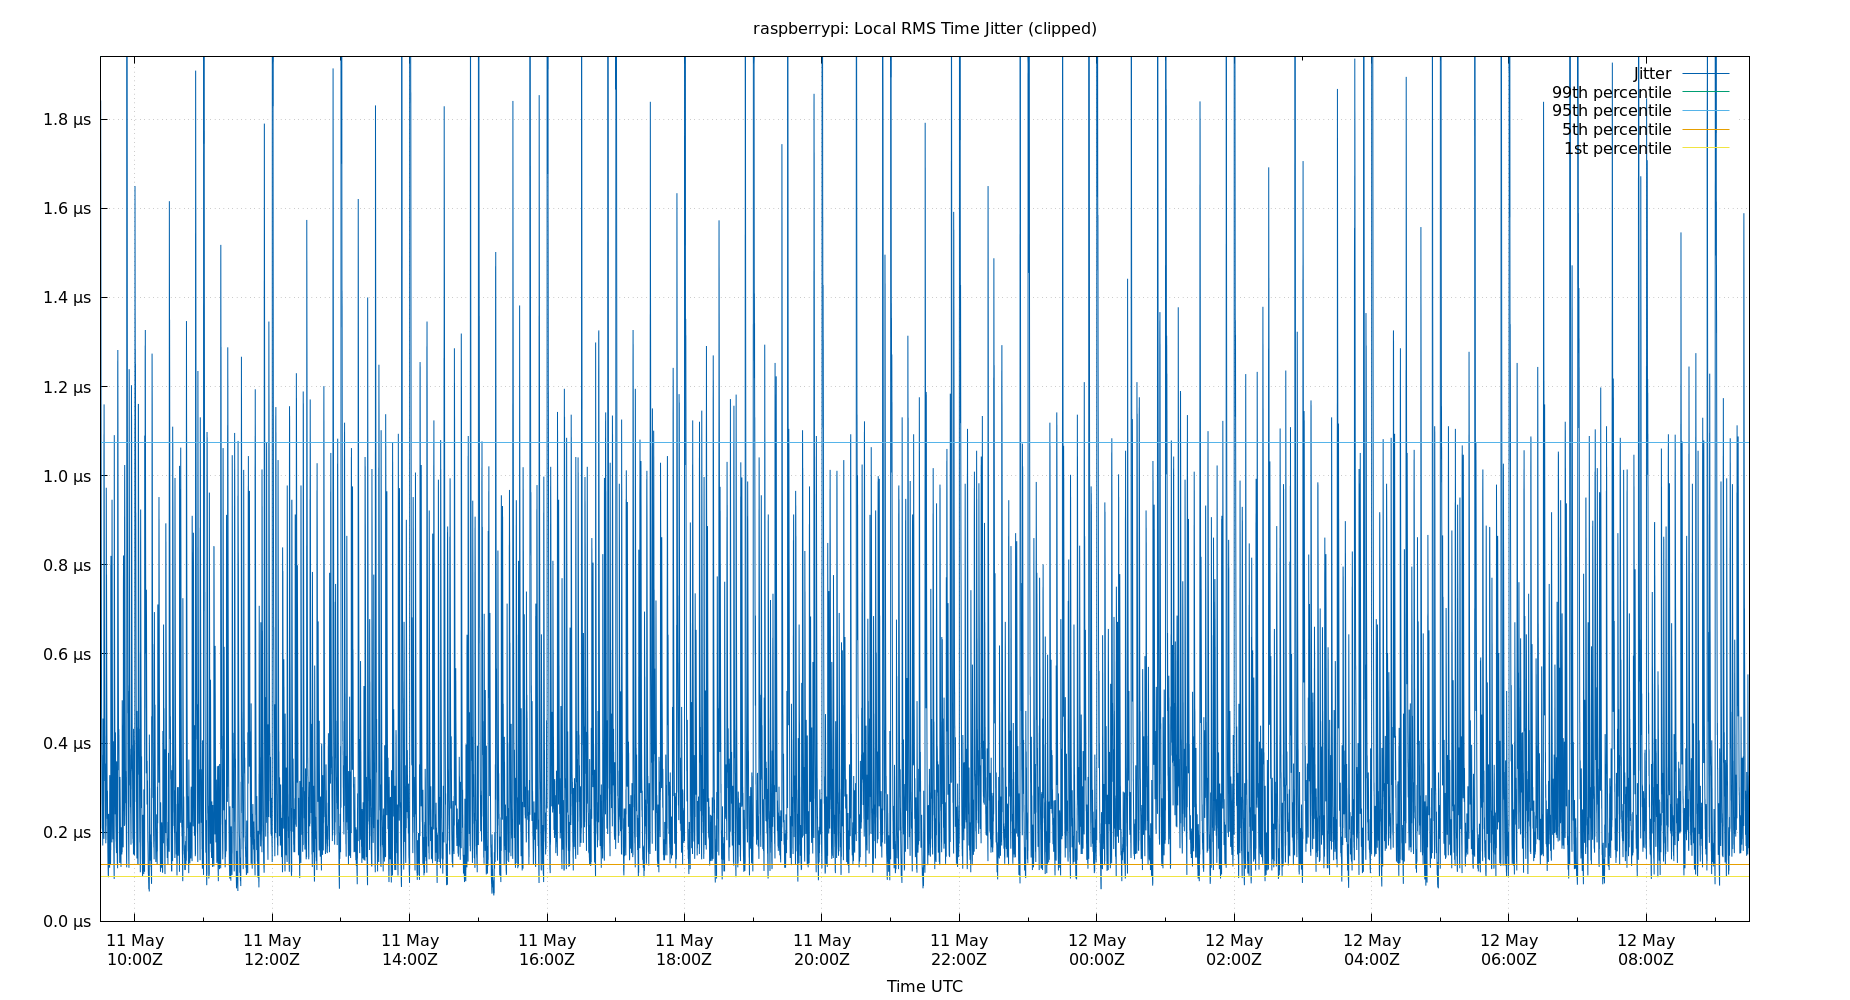 raspberrypi: Local RMS Time Jitter (clipped)
Jitter
99th percentile
95th percentile
5th percentile
1st percentile
1.8 µs
1.6 µs
1.4 µs
1.2 µs
1.0 µs
0.8 µs
0.6 µs
0.4 µs
0.2 µs
0.0 µs
11 May 11 May 11 May 11 May 11 May 11 May 11 May 12 May 12 May 12 May 12 May 12 May
10:00Z 12:00Z 14:00Z 16:00Z 18:00Z 20:00Z 22:00Z 00:00Z 02:00Z 04:00Z 06:00Z 08:00Z
Time UTC